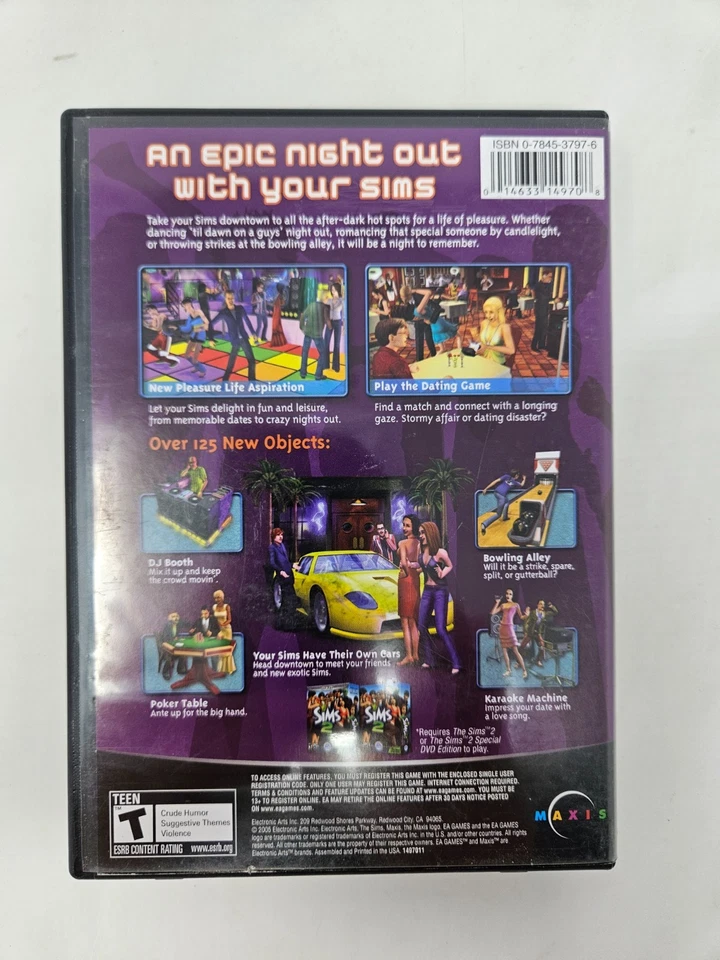 AN EPIC NIGHT OUT
WITH YOUR SIMS
ISBN 0-7845-3797-6
0 14633 14970 8
Take your Sims downtown to all the after-dark hot spots for a life of pleasure. Whether
dancing 'til dawn on a guys' night out, romancing that special someone by candlelight,
or throwing strikes at the bowling alley, it will be a night to remember.
New Pleasure Life Aspiration
Let your Sims delight in fun and leisure,
from memorable dates to crazy nights out.
Play the Dating Game
Find a match and connect with a longing
gaze. Stormy affair or dating disaster?
Over 125 New Objects:
DJ Booth
Mix it up and keep
the crowd movin'.
Bowling Alley
Will it be a strike, spare,
split, or gutterball?
Poker Table
Ante up for the big hand.
Your Sims Have Their Own Cars
Head downtown to meet your friends
and new exotic Sims.
Karaoke Machine
Impress your date with
a love song.
SIMS 2
SIMS 2
*Requires The Sims™ 2
or The Sims™ 2 Special
DVD Edition to play.
TEEN
T™
Crude Humor
Suggestive Themes
Violence
ESRB CONTENT RATING www.esrb.org
TO ACCESS ONLINE FEATURES, YOU MUST REGISTER THIS GAME WITH THE ENCLOSED SINGLE USER
REGISTRATION CODE. ONLY ONE USER MAY REGISTER THIS GAME. INTERNET CONNECTION REQUIRED.
TERMS & CONDITIONS AND FEATURE UPDATES CAN BE FOUND AT www.eagames.com. YOU MUST BE
13+ TO REGISTER ONLINE. EA MAY RETIRE THE ONLINE FEATURES AFTER 30 DAYS NOTICE POSTED
ON www.eagames.com.
Electronic Arts Inc. 209 Redwood Shores Parkway, Redwood City, CA 94065.
© 2005 Electronic Arts Inc. Electronic Arts, The Sims, Maxis, the Maxis logo, EA GAMES and the EA GAMES
logo are trademarks or registered trademarks of Electronic Arts Inc. in the U.S. and/or other countries. All rights
reserved. All other trademarks are the property of their respective owners. EA GAMES™ and Maxis™ are
Electronic Arts™ brands. Assembled and Printed in the USA. 1497011
MAXIS